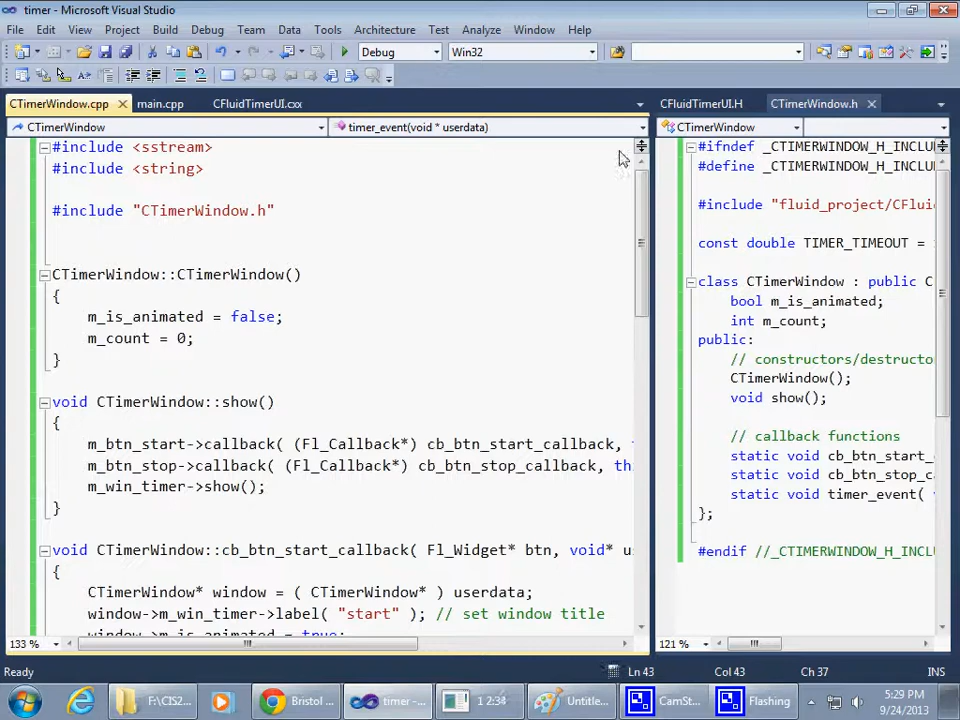 timer - Microsoft Visual Studio
File Edit View Project Build Debug Team Data Tools Architecture Test Analyze Window Help
Debug Win32
CTimerWindow.cpp main.cpp CFluidTimerUI.cxx CFluidTimerUI.H CTimerWindow.h
CTimerWindow timer_event(void * userdata) CTimerWindow
#include <sstream>
#include <string>
#include "CTimerWindow.h"
CTimerWindow::CTimerWindow()
{
m_is_animated = false;
m_count = 0;
}
void CTimerWindow::show()
{
m_btn_start->callback( (Fl_Callback*) cb_btn_start_callback,
m_btn_stop->callback( (Fl_Callback*) cb_btn_stop_callback, thi
m_win_timer->show();
}
void CTimerWindow::cb_btn_start_callback( Fl_Widget* btn, void* u
{
CTimerWindow* window = ( CTimerWindow* ) userdata;
window->m_win_timer->label( "start" ); // set window title
window->m_is_animated = true;
#ifndef _CTIMERWINDOW_H_INCLU
#define _CTIMERWINDOW_H_INCLU
#include "fluid_project/CFlui
const double TIMER_TIMEOUT =
class CTimerWindow : public C
bool m_is_animated;
int m_count;
public:
// constructors/destructo
CTimerWindow();
void show();
// callback functions
static void cb_btn_start_
static void cb_btn_stop_c
static void timer_event(
};
#endif //_CTIMERWINDOW_H_INCL
133 % 121 %
Ready Ln 43 Col 43 Ch 37 INS
F:\CIS2... Bristol ... timer -... 1 2:34 Untitle... CamSt... Flashing
5:29 PM
9/24/2013